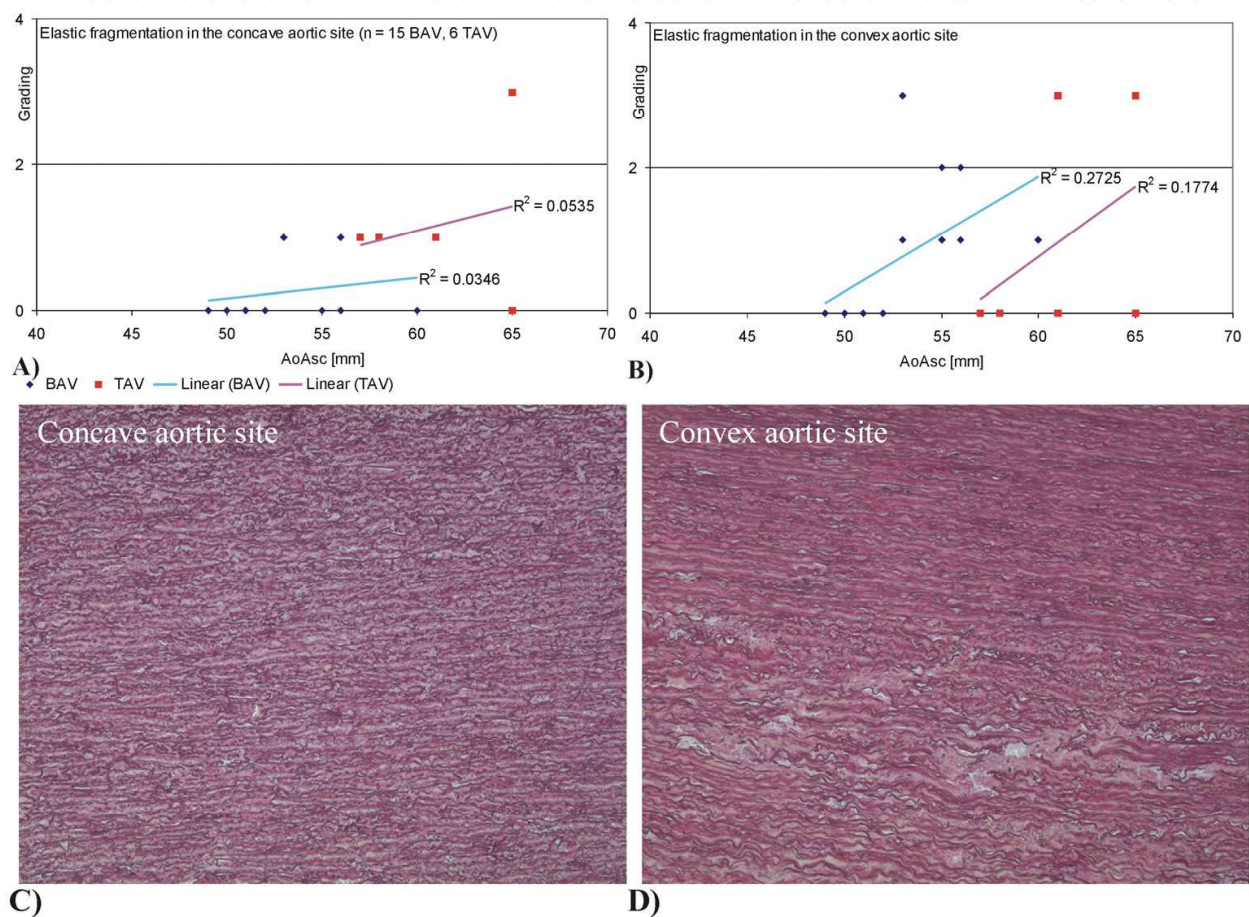 Elastic fragmentation in the concave aortic site (n = 15 BAV, 6 TAV)
Grading
4
2
0
R² = 0.0535
R² = 0.0346
40 45 50 55 60 65 70
AoAsc [mm]
A)
Elastic fragmentation in the convex aortic site
Grading
4
2
0
R² = 0.2725
R² = 0.1774
40 45 50 55 60 65 70
AoAsc [mm]
B)
BAV TAV Linear (BAV) Linear (TAV)
Concave aortic site
C)
Convex aortic site
D)